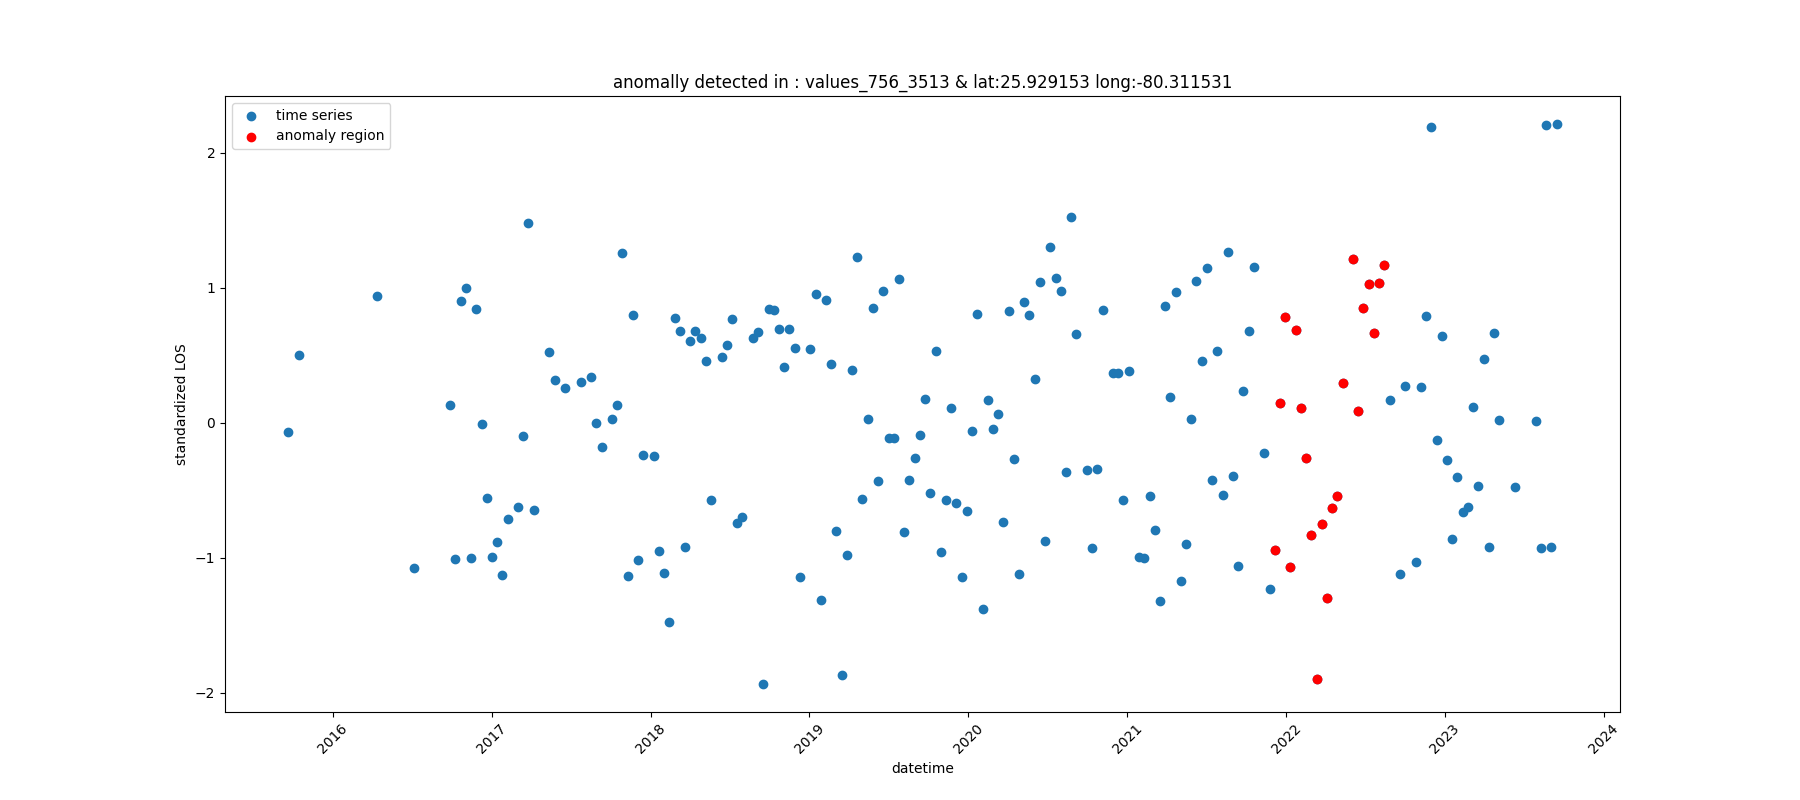 anomally detected in : values_756_3513 & lat:25.929153 long:-80.311531
time series
anomaly region
standardized LOS
2
1
0
−1
−2
2016
2017
2018
2019
2020
2021
2022
2023
2024
datetime